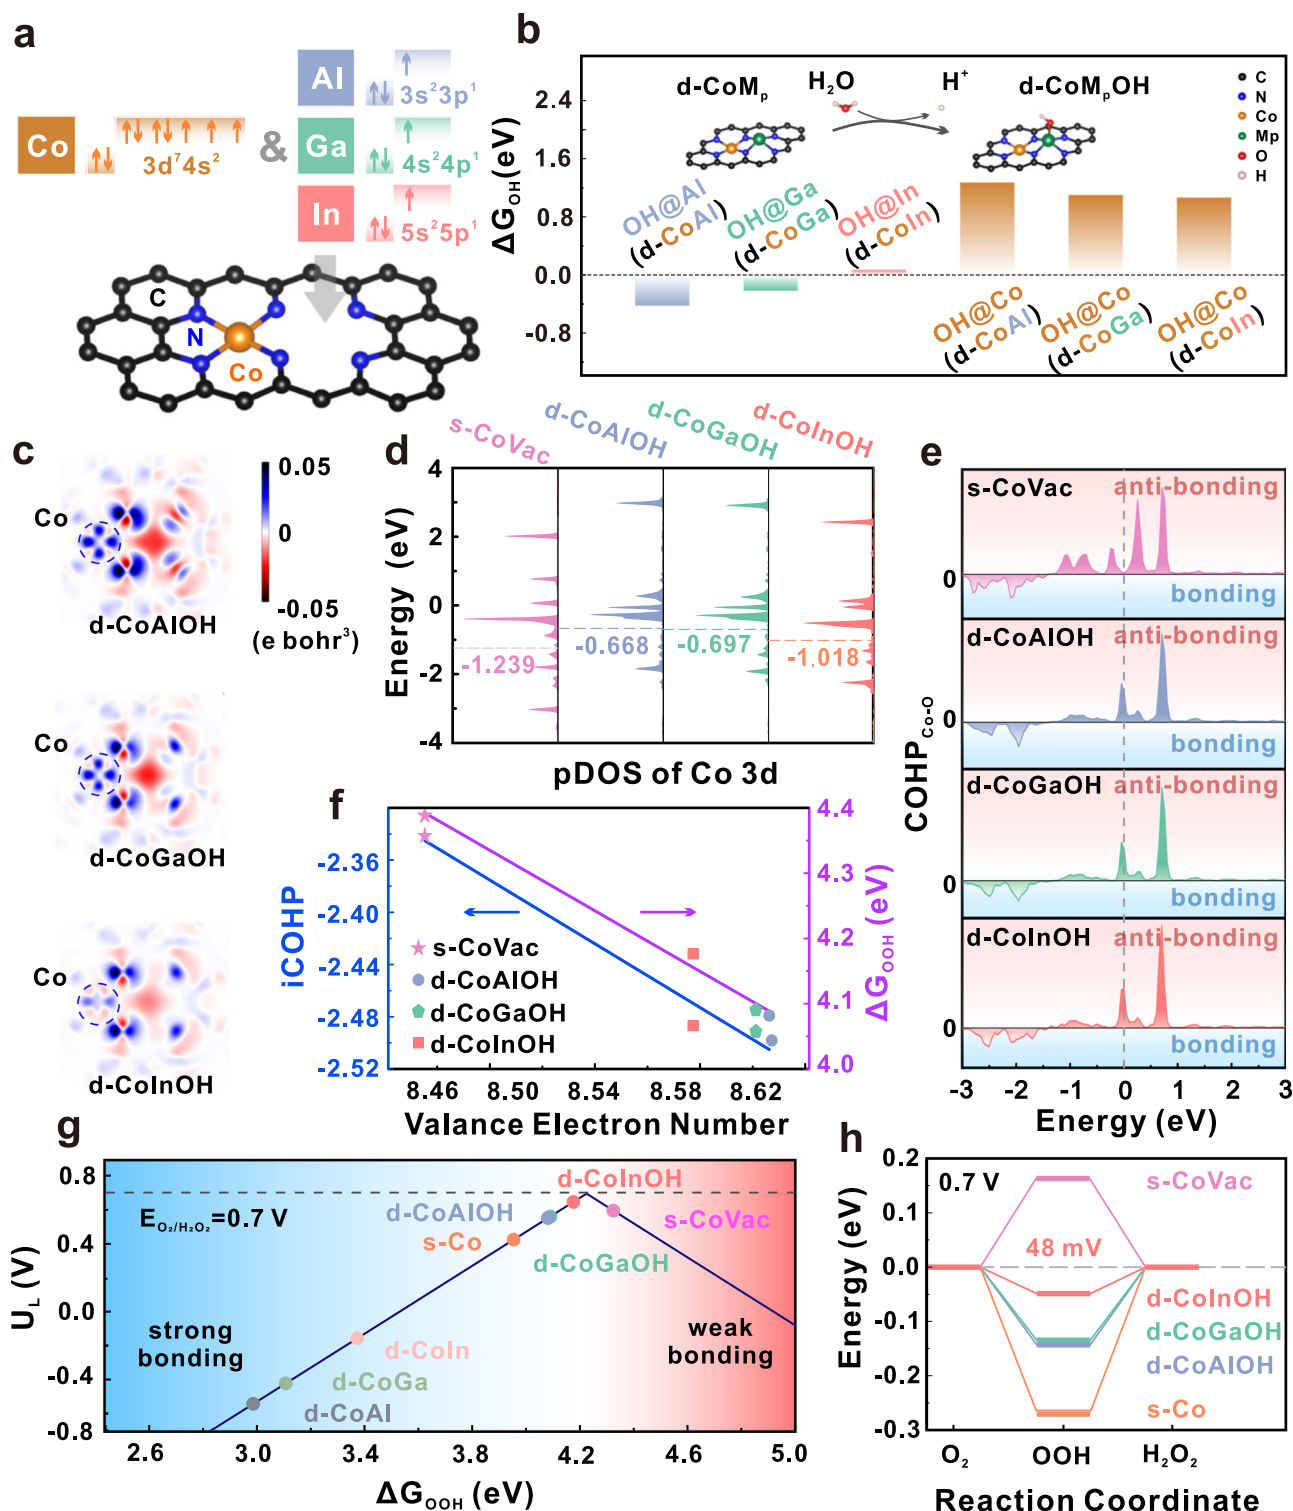 a
Co
3d⁷4s²
&
Al
3s²3p¹
Ga
4s²4p¹
In
5s²5p¹
C
N
Co
b
ΔG_OH(eV)
2.4
1.6
0.8
0.0
-0.8
d-CoMₚ
H₂O
H⁺
d-CoMₚOH
C
N
Co
Mp
O
H
OH@Al
(d-CoAl)
OH@Ga
(d-CoGa)
OH@In
(d-CoIn)
OH@Co
(d-CoAl)
OH@Co
(d-CoGa)
OH@Co
(d-CoIn)
c
Co
d-CoAlOH
0.05
0
-0.05
(e bohr³)
Co
d-CoGaOH
Co
d-CoInOH
d
s-CoVac
d-CoAlOH
d-CoGaOH
d-CoInOH
Energy (eV)
4
2
0
-2
-4
-1.239
-0.668
-0.697
-1.018
pDOS of Co 3d
e
COHP_Co-O
s-CoVac
anti-bonding
0
bonding
d-CoAlOH
anti-bonding
0
bonding
d-CoGaOH
anti-bonding
0
bonding
d-CoInOH
anti-bonding
0
bonding
-3 -2 -1 0 1 2 3
Energy (eV)
f
iCOHP
-2.36
-2.40
-2.44
-2.48
-2.52
s-CoVac
d-CoAlOH
d-CoGaOH
d-CoInOH
4.4
4.3
4.2
4.1
4.0
ΔG_OOH (eV)
8.46 8.50 8.54 8.58 8.62
Valance Electron Number
g
U_L (V)
0.8
0.4
0.0
-0.4
-0.8
E_O₂/H₂O₂=0.7 V
d-CoInOH
d-CoAlOH
s-CoVac
s-Co
d-CoGaOH
strong
bonding
weak
bonding
d-CoIn
d-CoGa
d-CoAl
2.6 3.0 3.4 3.8 4.2 4.6 5.0
ΔG_OOH (eV)
h
Energy (eV)
0.2
0.1
0.0
-0.1
-0.2
-0.3
0.7 V
s-CoVac
48 mV
d-CoInOH
d-CoGaOH
d-CoAlOH
s-Co
O₂ OOH H₂O₂
Reaction Coordinate